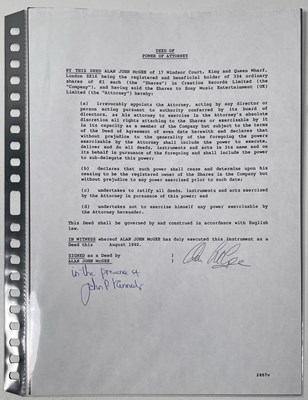 DEED OF
POWER OF ATTORNEY
BY THIS DEED ALAN JOHN McGEE of 17 Windsor Court, King and Queen Wharf,
London SE16 being the registered and beneficial holder of 334 ordinary
shares of £1 each (the "Shares") in Creation Records Limited (the
"Company"), and having sold the Shares to Sony Music Entertainment (UK)
Limited (the "Attorney") hereby:
(a) irrevocably appoints the Attorney, acting by any director or
person acting pursuant to authority conferred by its board of
directors, as his attorney to exercise in the Attorney's absolute
discretion all rights attaching to the Shares or exercisable by it
in its capacity as a member of the Company but subject to the terms
of the Deed of Agreement of even date herewith and declares that
without prejudice to the generality of the foregoing the powers
exercisable by the Attorney shall include the power to execute,
deliver and do all deeds, instruments and acts in its name and on
its behalf in pursuance of the foregoing and shall include the power
to sub-delegate this power;
(b) declares that such power shall cease and determine upon his
ceasing to be the registered owner of the Shares in the Company but
without prejudice to any power exercised prior to such date;
(c) undertakes to ratify all deeds, instruments and acts exercised
by the Attorney in pursuance of this power; and
(d) undertakes not to exercise himself any power exercisable by
the Attorney hereunder.
This Deed shall be governed by and construed in accordance with English
law.
IN WITNESS whereof ALAN JOHN McGEE has duly executed this instrument as a
Deed this August 1992.
SIGNED as a Deed by :
ALAN JOHN McGEE :
in the presence of
John P Kennedy